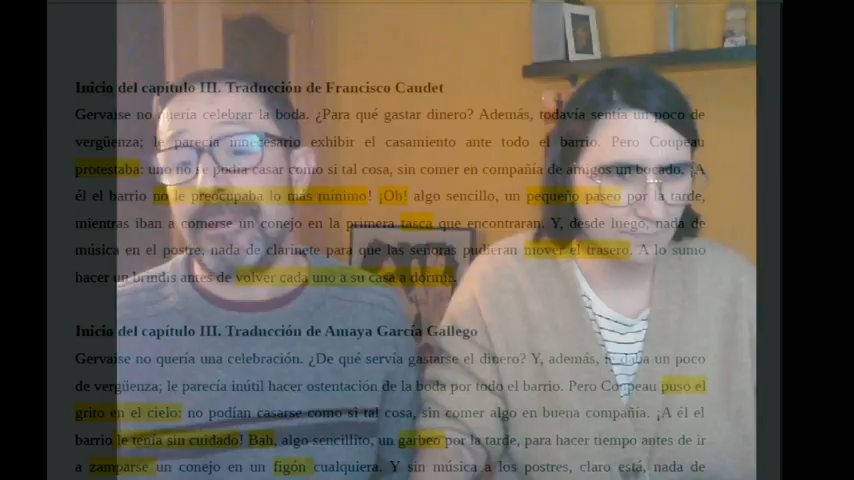 Inicio del capítulo III. Traducción de Francisco Caudet
Gervaise no quería celebrar la boda. ¿Para qué gastar dinero? Además, todavía sentía un poco de
vergüenza; le parecía innecesario exhibir el casamiento ante todo el barrio. Pero Coupeau
protestaba: uno no se podía casar como si tal cosa, sin comer en compañía de amigos un bocado. ¡A
él el barrio no le preocupaba lo más mínimo! ¡Oh! algo sencillo, un pequeño paseo por la tarde,
mientras iban a comerse un conejo en la primera tasca que encontraran. Y, desde luego, nada de
música en el postre, nada de clarinete para que las señoras pudieran mover el trasero. A lo sumo
hacer un brindis antes de volver cada uno a su casa a dormir.
Inicio del capítulo III. Traducción de Amaya García Gallego
Gervaise no quería una celebración. ¿De qué servía gastarse el dinero? Y, además, le daba un poco
de vergüenza; le parecía inútil hacer ostentación de la boda por todo el barrio. Pero Coupeau puso el
grito en el cielo: no podían casarse como si tal cosa, sin comer algo en buena compañía. ¡A él el
barrio le tenía sin cuidado! Bah, algo sencillito, un garbeo por la tarde, para hacer tiempo antes de ir
a zamparse un conejo en un figón cualquiera. Y sin música a los postres, claro está, nada de